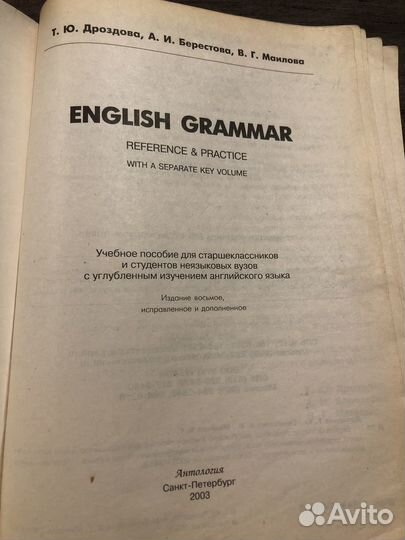 Т. Ю. Дроздова, А. И. Берестова, В. Г. Маилова
ENGLISH GRAMMAR
REFERENCE & PRACTICE
WITH A SEPARATE KEY VOLUME
Учебное пособие для старшеклассников
и студентов неязыковых вузов
с углубленным изучением английского языка
Издание восьмое,
исправленное и дополненное
Антология
Санкт-Петербург
2003
Avito